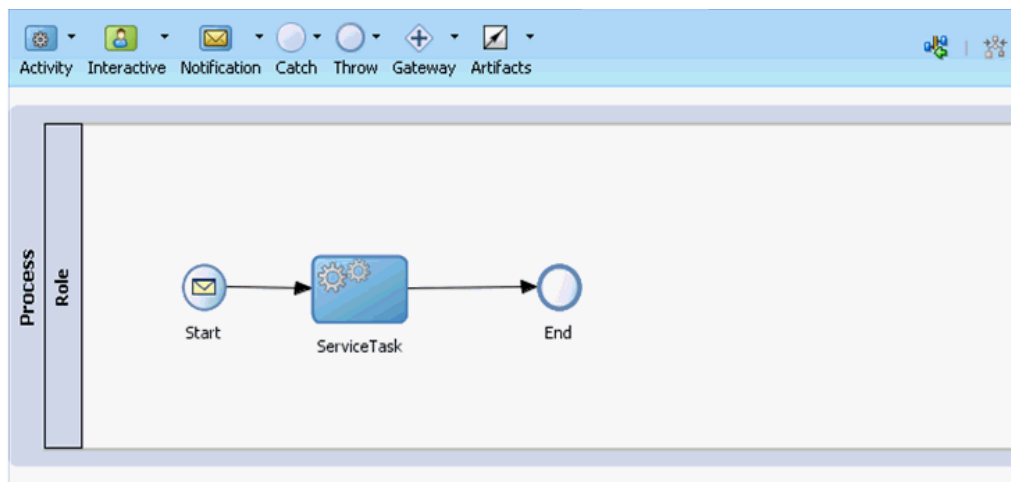 Activity Interactive Notification Catch Throw Gateway Artifacts
Process
Role
Start
ServiceTask
End